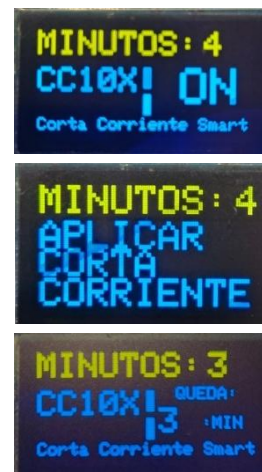 MINUTOS: 4
CC10X ON
Corta Corriente Smart
MINUTOS: 4
APLICAR
CORTA
CORRIENTE
MINUTOS: 3
CC10X QUEDA:
3 :MIN
Corta Corriente Smart